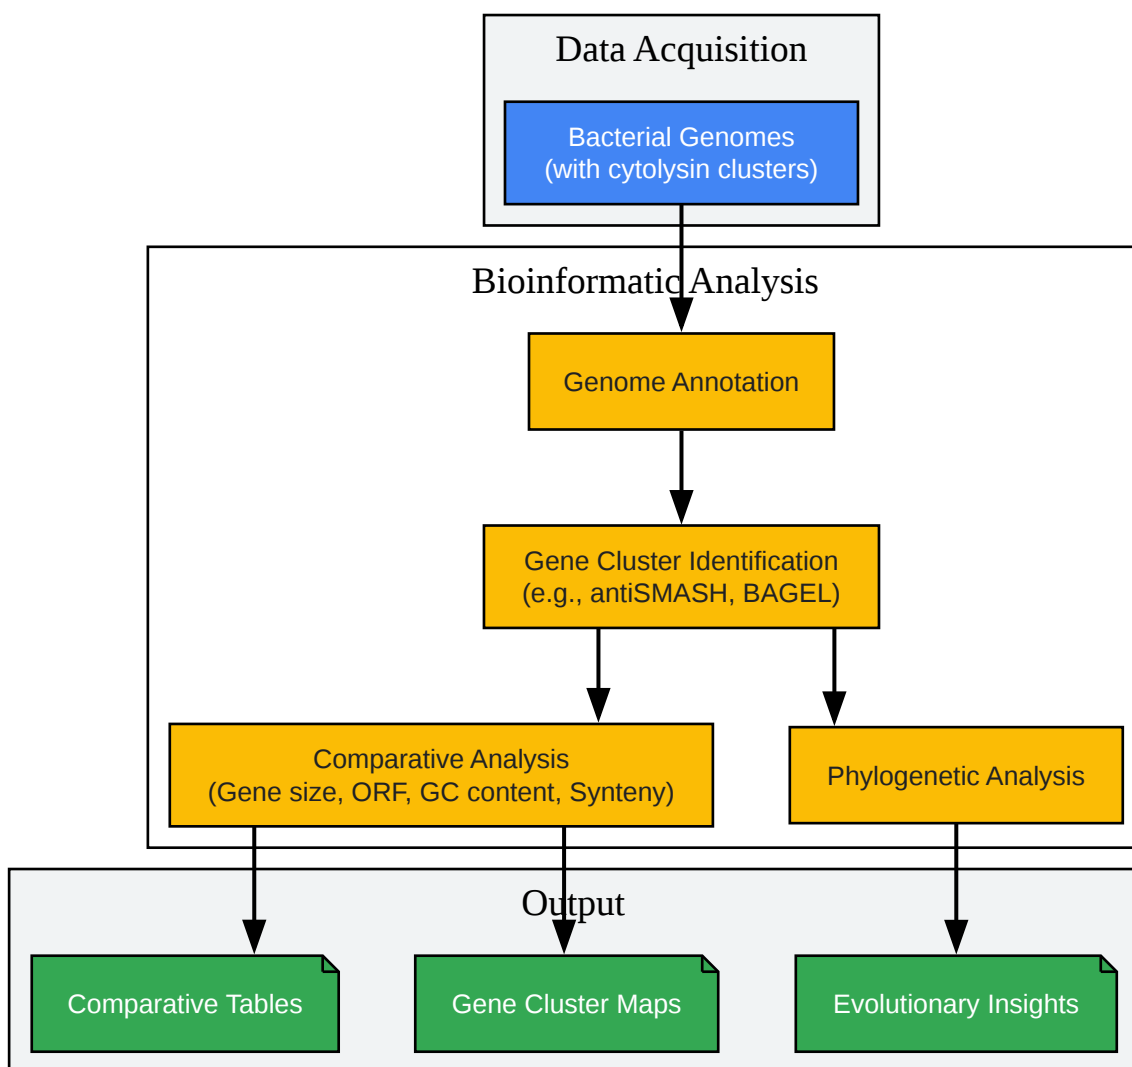 Data Acquisition
Bacterial Genomes
(with cytolysin clusters)
Bioinformatic Analysis
Genome Annotation
Gene Cluster Identification
(e.g., antiSMASH, BAGEL)
Comparative Analysis
(Gene size, ORF, GC content, Synteny)
Phylogenetic Analysis
Output
Comparative Tables
Gene Cluster Maps
Evolutionary Insights